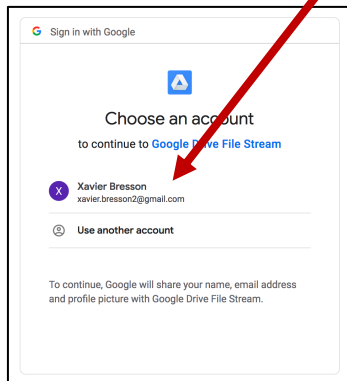 G Sign in with Google
Choose an account
to continue to Google Drive File Stream
X Xavier Bresson
xavier.bresson2@gmail.com
Use another account
To continue, Google will share your name, email address
and profile picture with Google Drive File Stream.